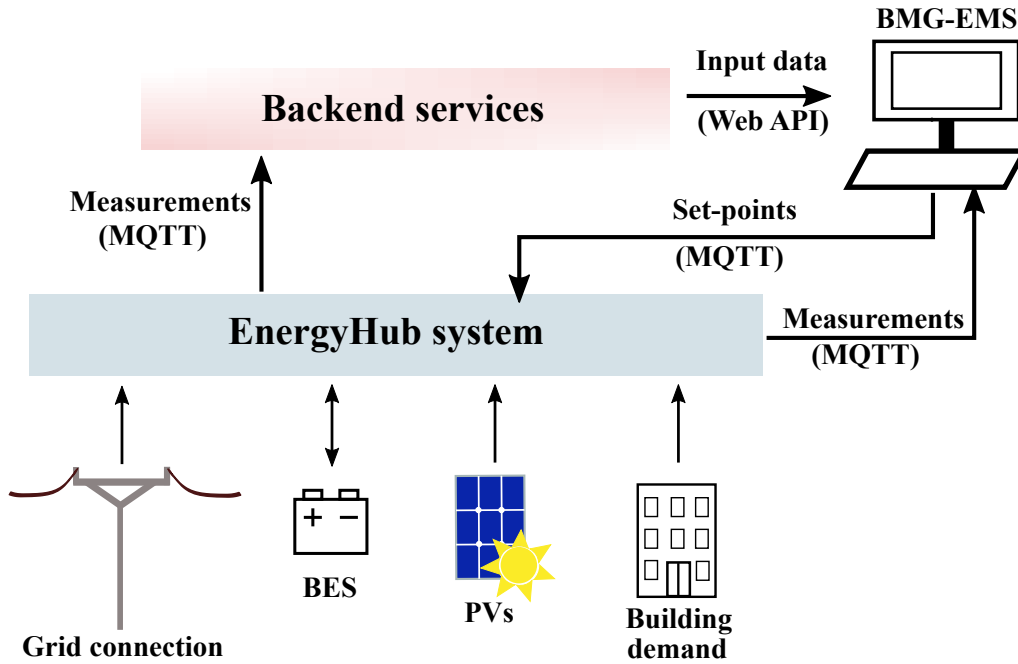 BMG-EMS
Input data
(Web API)
Backend services
Measurements
(MQTT)
Set-points
(MQTT)
EnergyHub system
Measurements
(MQTT)
BES
PVs
Building
demand
Grid connection